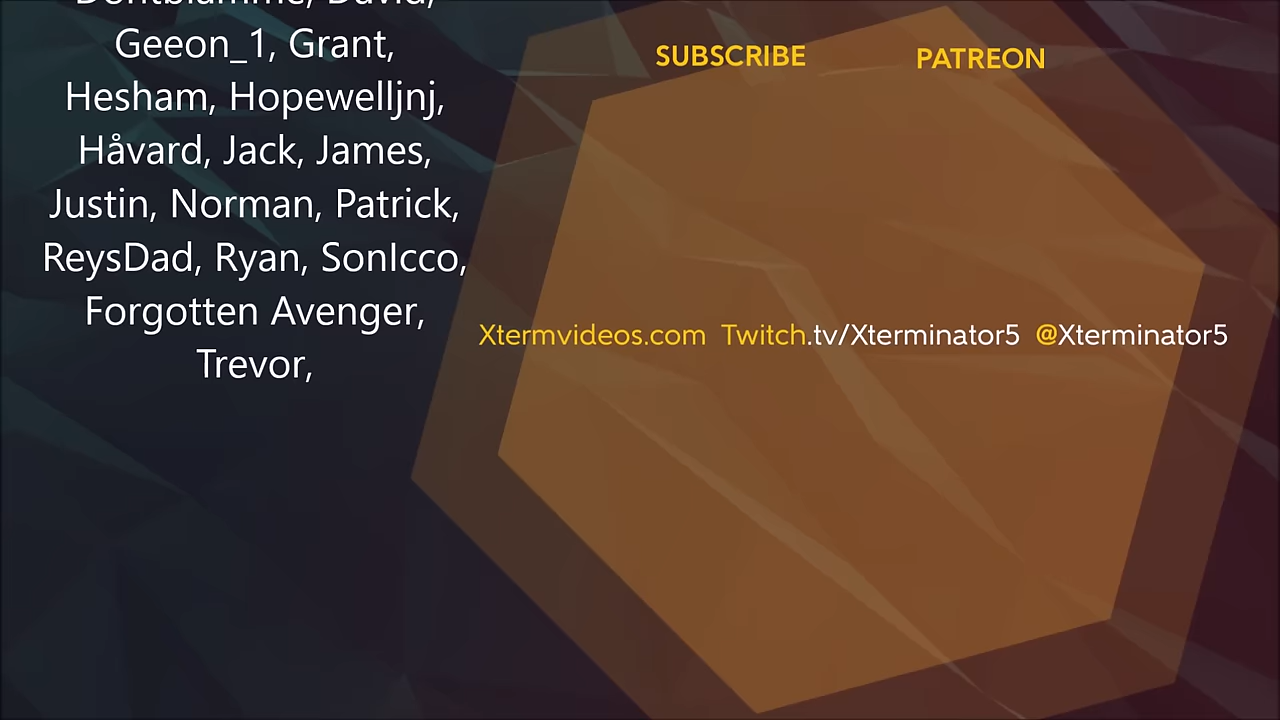 Geeon_1, Grant,
Hesham, Hopewelljnj,
Håvard, Jack, James,
Justin, Norman, Patrick,
ReysDad, Ryan, SonIcco,
Forgotten Avenger,
Trevor,
SUBSCRIBE
PATREON
Xtermvideos.com Twitch.tv/Xterminator5 @Xterminator5